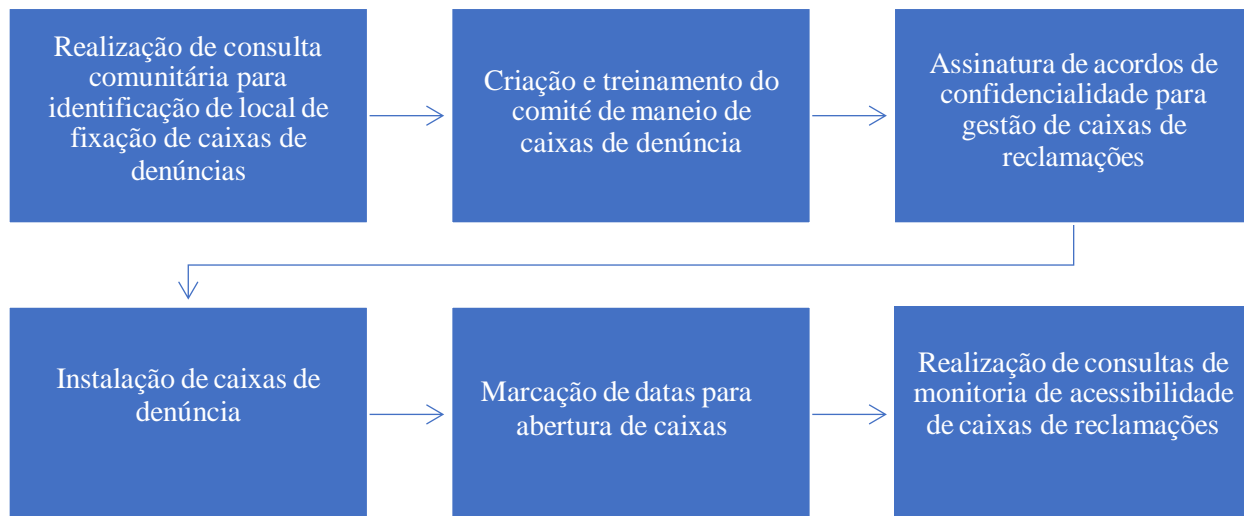 Realização de consulta
comunitária para
identificação de local de
fixação de caixas de
denúncias
Criação e treinamento do
comité de maneio de
caixas de denúncia
Assinatura de acordos de
confidencialidade para
gestão de caixas de
reclamações
Instalação de caixas de
denúncia
Marcação de datas para
abertura de caixas
Realização de consultas de
monitoria de acessibilidade
de caixas de reclamações